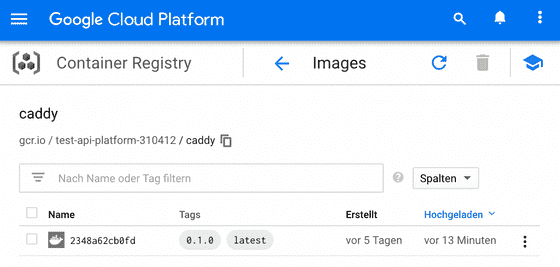 Google Cloud Platform
Container Registry Images
caddy
gcr.io / test-api-platform-310412 / caddy
Nach Name oder Tag filtern Spalten
Name Tags Erstellt Hochgeladen
2348a62cb0fd 0.1.0 latest vor 5 Tagen vor 13 Minuten